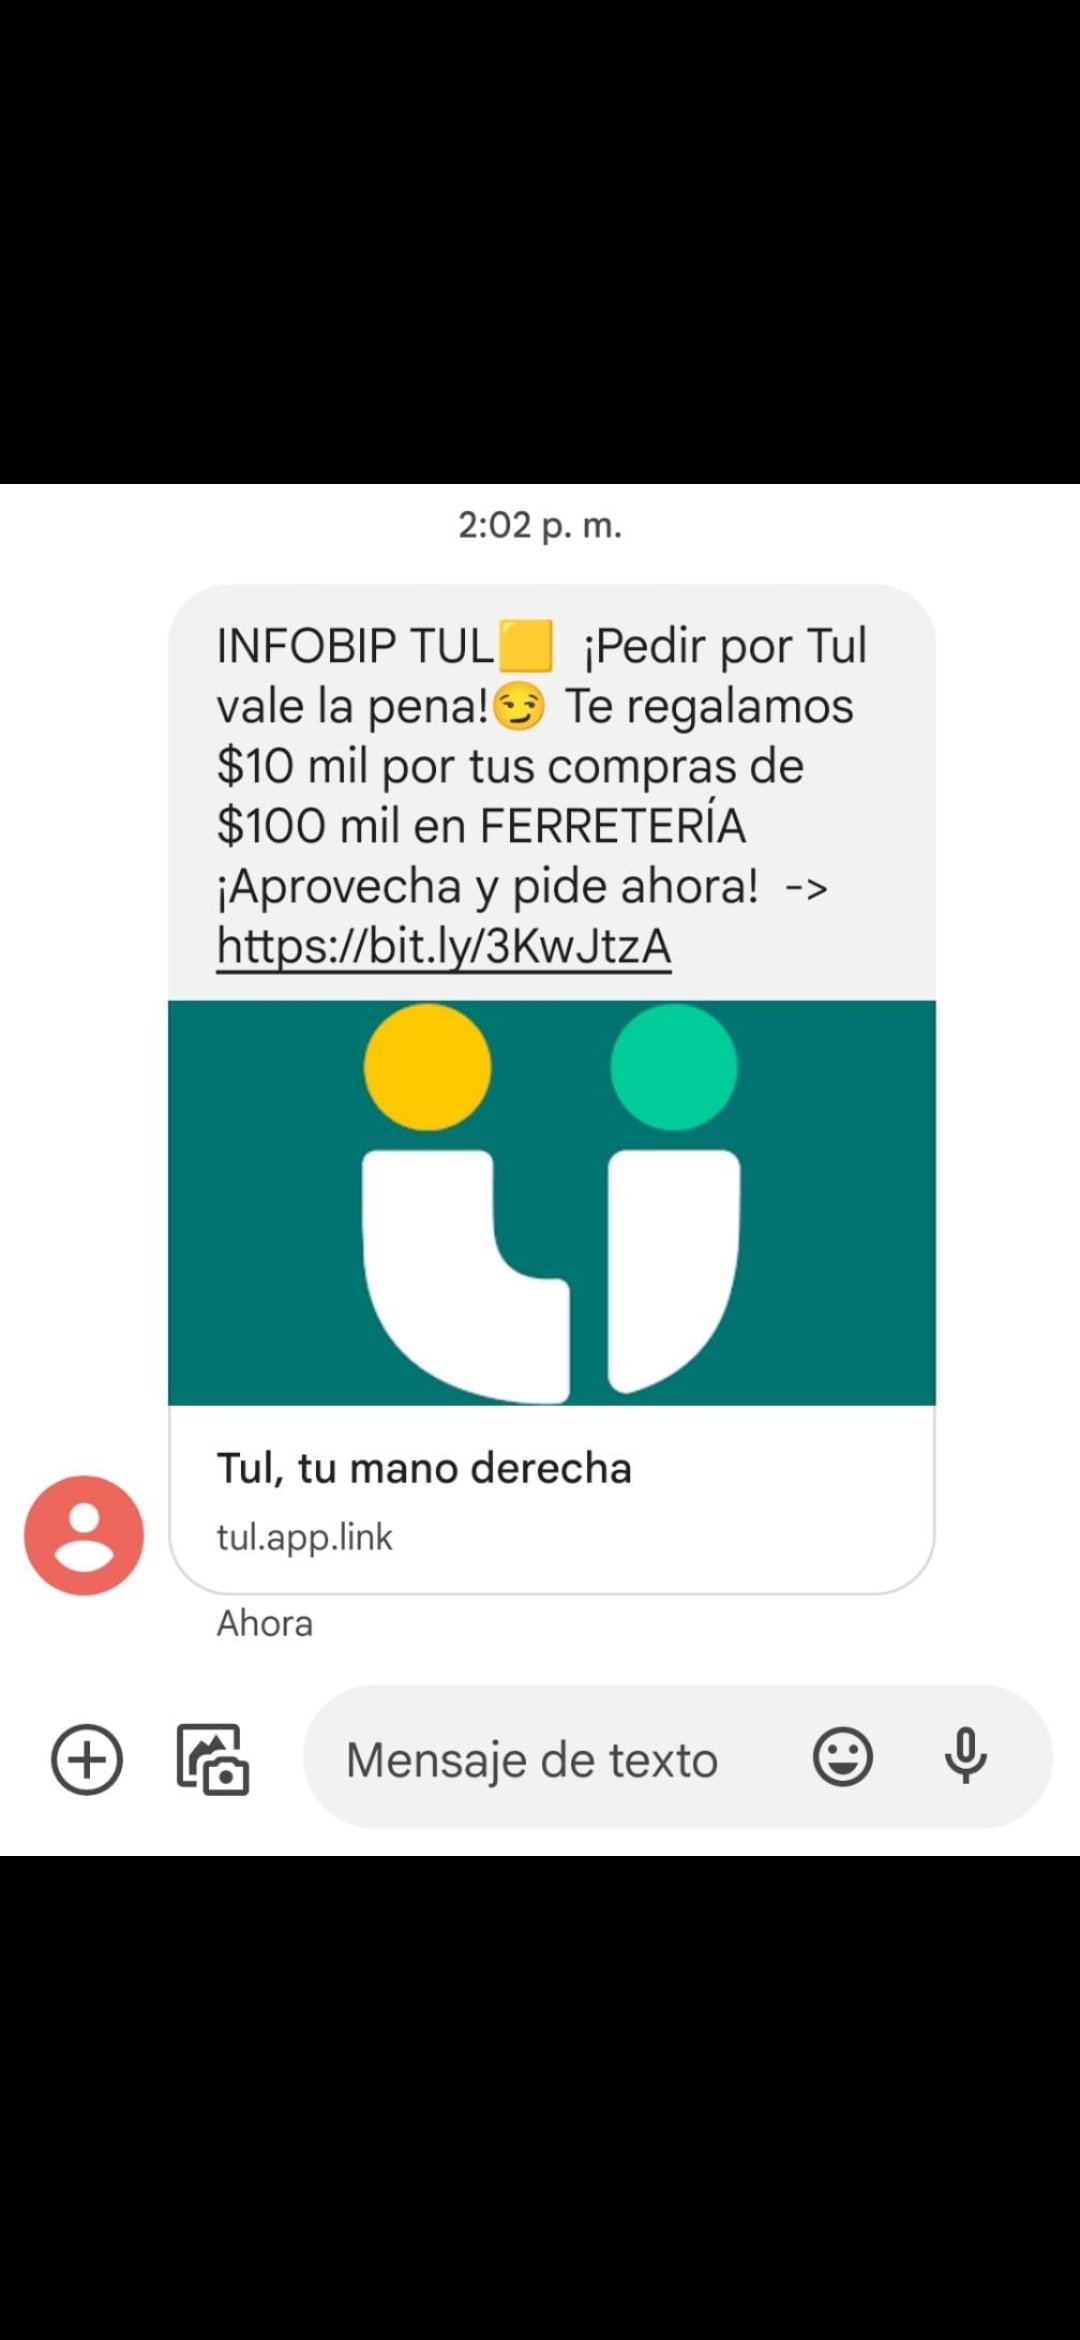 2:02 p. m.
INFOBIP TUL🟨 ¡Pedir por Tul
vale la pena!😏 Te regalamos
$10 mil por tus compras de
$100 mil en FERRETERÍA
¡Aprovecha y pide ahora! ->
https://bit.ly/3KwJtzA
Tul, tu mano derecha
tul.app.link
Ahora
Mensaje de texto